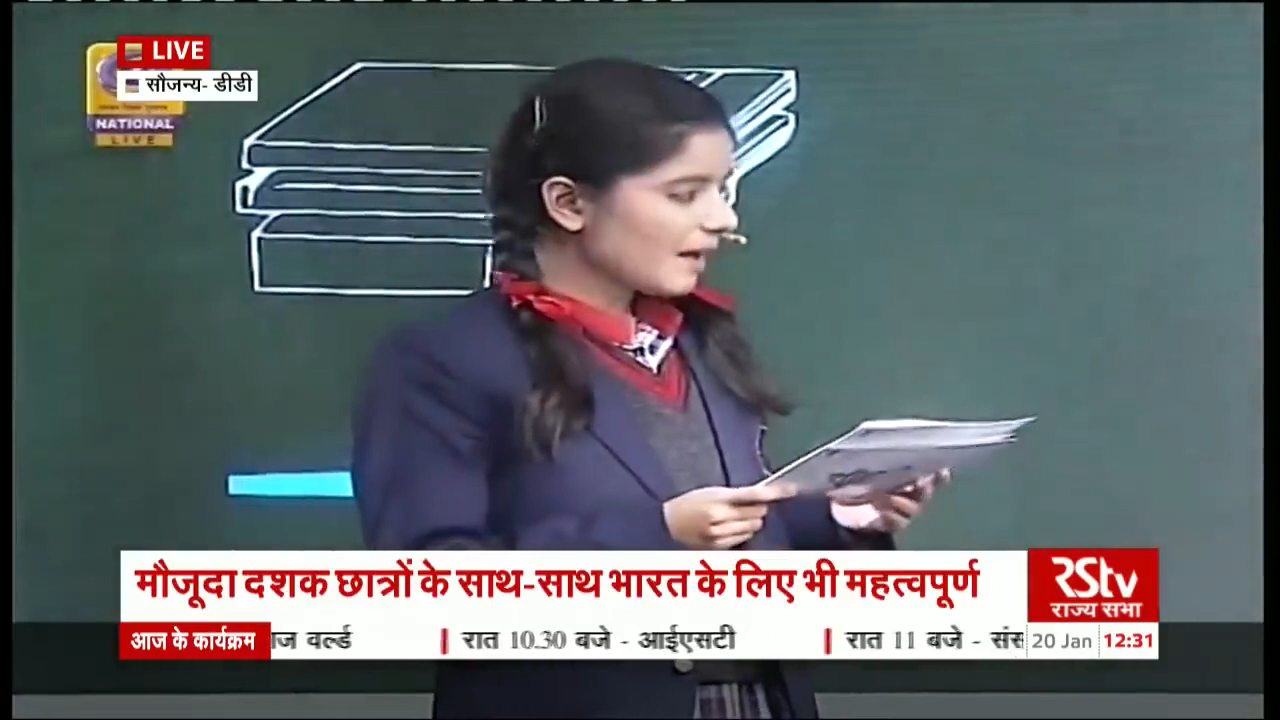 LIVE
सौजन्य- डीडी
NATIONAL
LIVE
मौजूदा दशक छात्रों के साथ-साथ भारत के लिए भी महत्वपूर्ण
RStv
राज्य सभा
आज के कार्यक्रम
वर्ल्ड | रात 10.30 बजे - आईएसटी | रात 11 बजे -
20 Jan 12:31